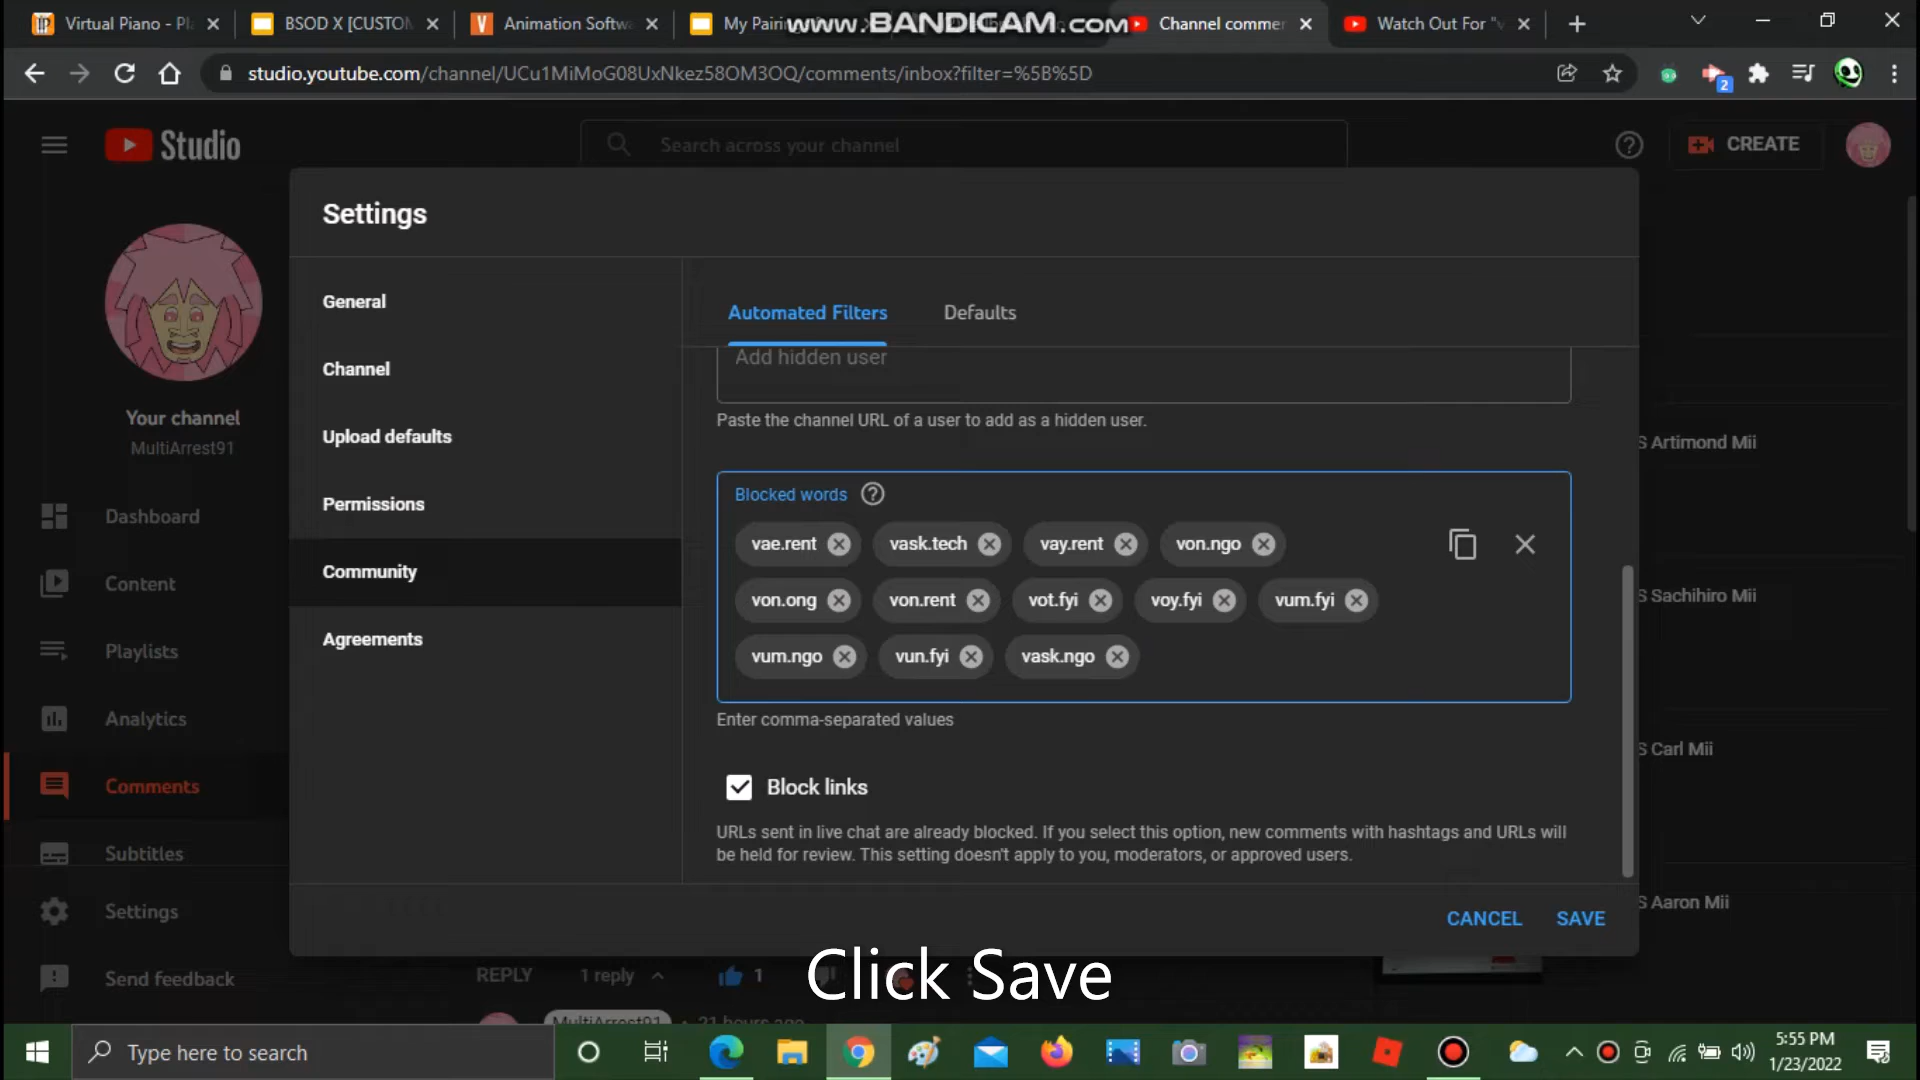 Virtual Piano - Pl
BSOD X [CUSTOM
Animation Softw
My Pairing
www.BANDICAM.com
Channel commen
Watch Out For "v
studio.youtube.com/channel/UCu1MiMoG08UxNkez58OM3OQ/comments/inbox?filter=%5B%5D
2
Studio
Search across your channel
CREATE
Settings
General
Channel
Upload defaults
Permissions
Community
Agreements
Your channel
MultiArrest91
Dashboard
Content
Playlists
Analytics
Comments
Subtitles
Settings
Send feedback
Automated Filters
Defaults
Add hidden user
Paste the channel URL of a user to add as a hidden user.
Blocked words
vae.rent
vask.tech
vay.rent
von.ngo
von.ong
von.rent
vot.fyi
voy.fyi
vum.fyi
vum.ngo
vun.fyi
vask.ngo
Enter comma-separated values
Block links
URLs sent in live chat are already blocked. If you select this option, new comments with hashtags and URLs will
be held for review. This setting doesn't apply to you, moderators, or approved users.
CANCEL
SAVE
S Artimond Mii
S Sachihiro Mii
S Carl Mii
S Aaron Mii
REPLY
1 reply
1
Click Save
MultiArrest91
21 hours ago
Type here to search
5:55 PM
1/23/2022